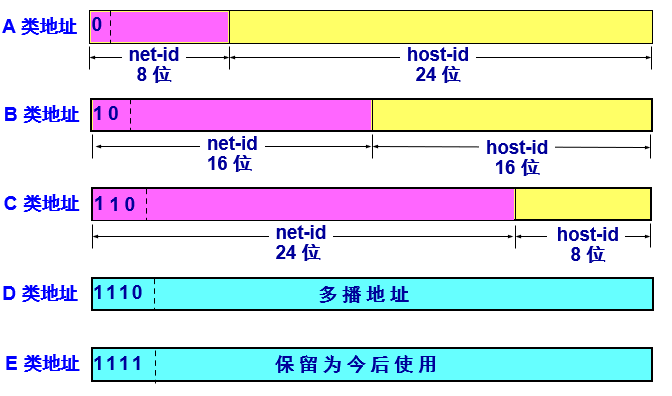 A 类地址
0
net-id
8 位
host-id
24 位
B 类地址
1 0
net-id
16 位
host-id
16 位
C 类地址
1 1 0
net-id
24 位
host-id
8 位
D 类地址
1 1 1 0
多播地址
E 类地址
1 1 1 1
保留为今后使用